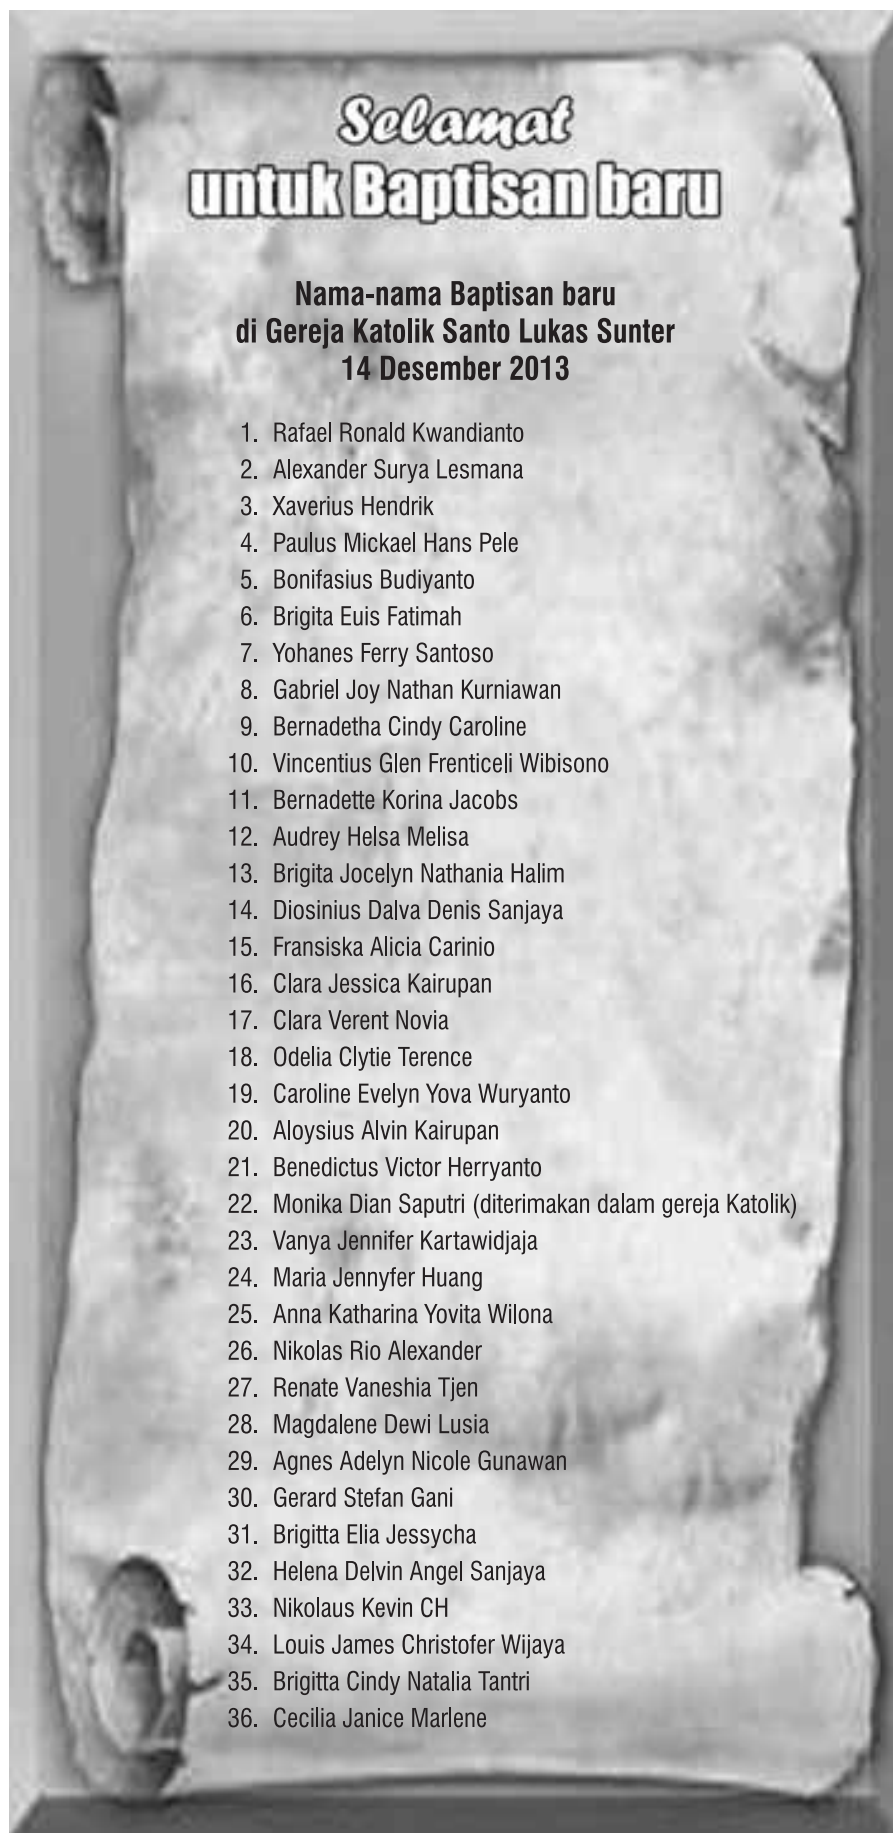 Selamat
untuk Baptisan baru
Nama-nama Baptisan baru
di Gereja Katolik Santo Lukas Sunter
14 Desember 2013
1. Rafael Ronald Kwandianto
2. Alexander Surya Lesmana
3. Xaverius Hendrik
4. Paulus Mickael Hans Pele
5. Bonifasius Budiyanto
6. Brigita Euis Fatimah
7. Yohanes Ferry Santoso
8. Gabriel Joy Nathan Kurniawan
9. Bernadetha Cindy Caroline
10. Vincentius Glen Frenticeli Wibisono
11. Bernadette Korina Jacobs
12. Audrey Helsa Melisa
13. Brigita Jocelyn Nathania Halim
14. Diosinius Dalva Denis Sanjaya
15. Fransiska Alicia Carinio
16. Clara Jessica Kairupan
17. Clara Verent Novia
18. Odelia Clytie Terence
19. Caroline Evelyn Yova Wuryanto
20. Aloysius Alvin Kairupan
21. Benedictus Victor Herryanto
22. Monika Dian Saputri (diterimakan dalam gereja Katolik)
23. Vanya Jennifer Kartawidjaja
24. Maria Jennyfer Huang
25. Anna Katharina Yovita Wilona
26. Nikolas Rio Alexander
27. Renate Vaneshia Tjen
28. Magdalene Dewi Lusia
29. Agnes Adelyn Nicole Gunawan
30. Gerard Stefan Gani
31. Brigitta Elia Jessycha
32. Helena Delvin Angel Sanjaya
33. Nikolaus Kevin CH
34. Louis James Christofer Wijaya
35. Brigitta Cindy Natalia Tantri
36. Cecilia Janice Marlene